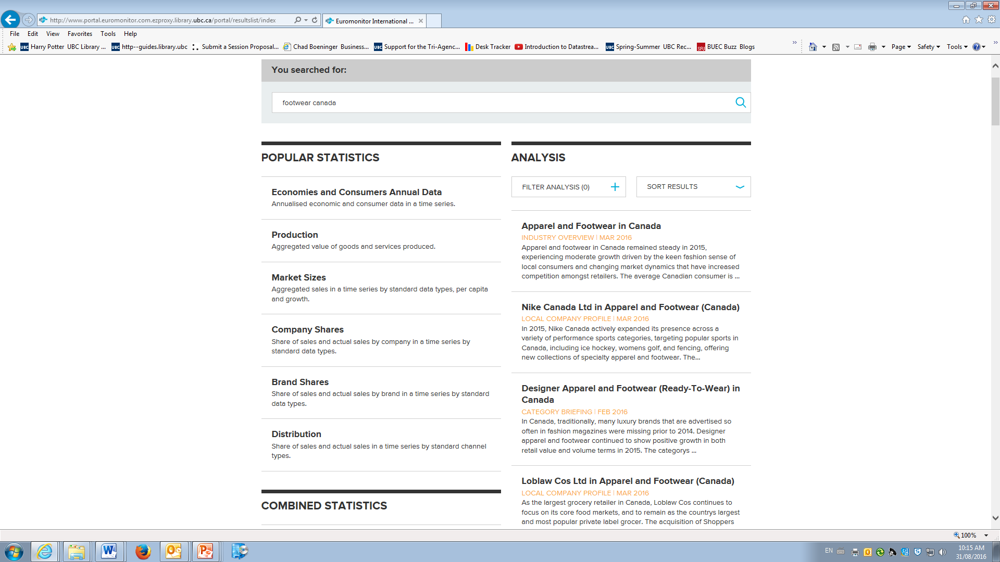 http://www.portal.euromonitor.com.ezproxy.library.ubc.ca/portal/resultslist/index
Euromonitor International ...
File Edit View Favorites Tools Help
UBC Harry Potter UBC Library ... UBC http--guides.library.ubc Submit a Session Proposal... Chad Boeninger Business... UBC Support for the Tri-Agenc... Desk Tracker Introduction to Datastrea... UBC Spring-Summer UBC Rec... SFU BUEC Buzz Blogs » Page Safety Tools »
You searched for:
footwear canada
POPULAR STATISTICS
Economies and Consumers Annual Data
Annualised economic and consumer data in a time series.
Production
Aggregated value of goods and services produced.
Market Sizes
Aggregated sales in a time series by standard data types, per capita
and growth.
Company Shares
Share of sales and actual sales by company in a time series by
standard data types.
Brand Shares
Share of sales and actual sales by brand in a time series by standard
data types.
Distribution
Share of sales and actual sales in a time series by standard channel
types.
COMBINED STATISTICS
ANALYSIS
FILTER ANALYSIS (0)
SORT RESULTS
Apparel and Footwear in Canada
INDUSTRY OVERVIEW | MAR 2016
Apparel and footwear in Canada remained steady in 2015,
experiencing moderate growth driven by the keen fashion sense of
local consumers and changing market dynamics that have increased
competition amongst retailers. The average Canadian consumer is ...
Nike Canada Ltd in Apparel and Footwear (Canada)
LOCAL COMPANY PROFILE | MAR 2016
In 2015, Nike Canada actively expanded its presence across a
variety of performance sports categories, targeting popular sports in
Canada, including ice hockey, womens golf, and fencing, offering
new collections of specialty apparel and footwear. The...
Designer Apparel and Footwear (Ready-To-Wear) in
Canada
CATEGORY BRIEFING | FEB 2016
In Canada, traditionally, many luxury brands that are advertised so
often in fashion magazines were missing prior to 2014. Designer
apparel and footwear continued to show positive growth in both
retail value and volume terms in 2015. The categorys ...
Loblaw Cos Ltd in Apparel and Footwear (Canada)
LOCAL COMPANY PROFILE | MAR 2016
As the largest grocery retailer in Canada, Loblaw Cos continues to
focus on its core food markets, and to remain as the countrys largest
and most popular private label grocer. The acquisition of Shoppers
100%
EN
10:15 AM
31/08/2016